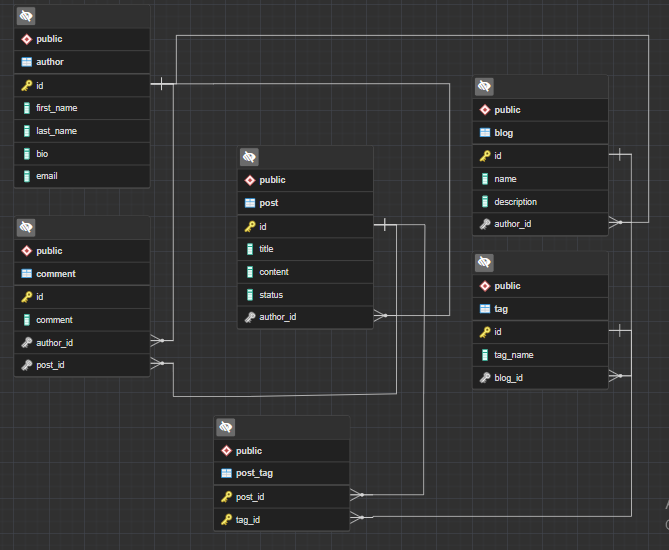 public
author
id
first_name
last_name
bio
email
public
comment
id
comment
author_id
post_id
public
post
id
title
content
status
author_id
public
post_tag
post_id
tag_id
public
blog
id
name
description
author_id
public
tag
id
tag_name
blog_id